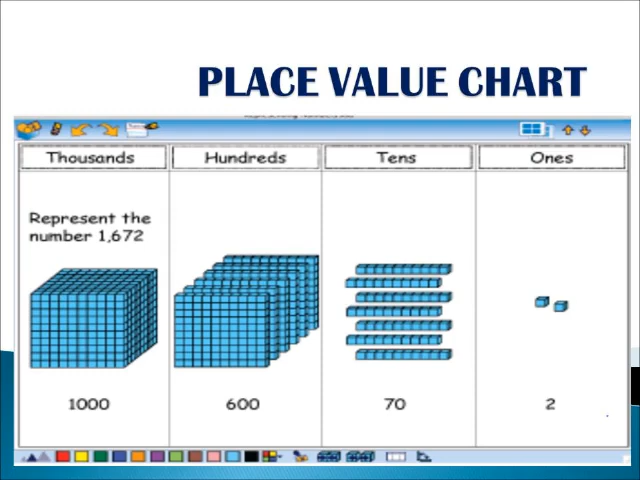 PLACE VALUE CHART
Thousands
Hundreds
Tens
Ones
Represent the
number 1,672
1000
600
70
2